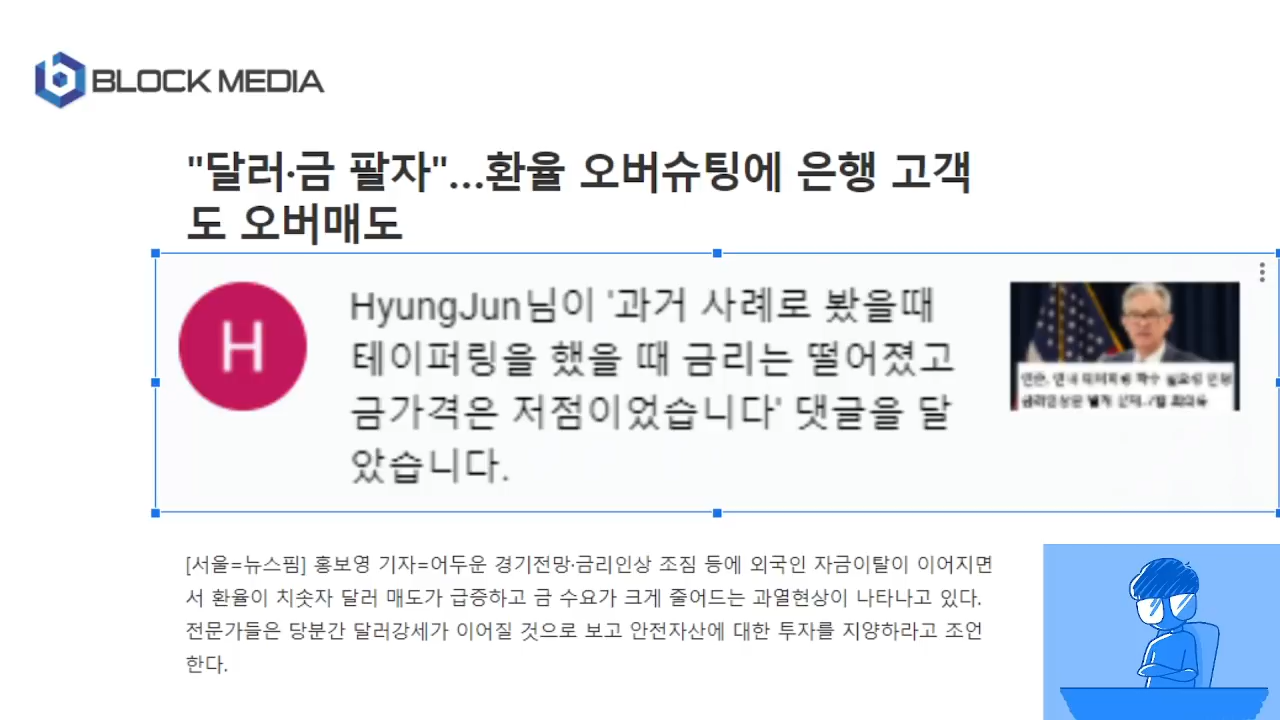 BLOCK MEDIA
"달러·금 팔자"...환율 오버슈팅에 은행 고객
도 오버매도
H
HyungJun님이 '과거 사례로 봤을때
테이퍼링을 했을 때 금리는 떨어졌고
금가격은 저점이었습니다' 댓글을 달
았습니다.
[서울=뉴스핌] 홍보영 기자=어두운 경기전망·금리인상 조짐 등에 외국인 자금이탈이 이어지면
서 환율이 치솟자 달러 매도가 급증하고 금 수요가 크게 줄어드는 과열현상이 나타나고 있다.
전문가들은 당분간 달러강세가 이어질 것으로 보고 안전자산에 대한 투자를 지양하라고 조언
한다.